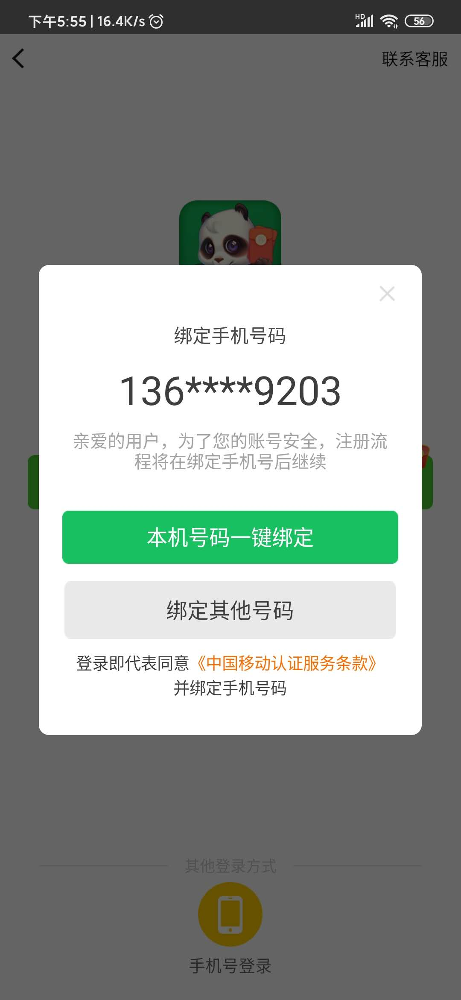 下午5:55 | 16.4K/s
HD
56
联系客服
绑定手机号码
136****9203
亲爱的用户，为了您的账号安全，注册流
程将在绑定手机号后继续
本机号码一键绑定
绑定其他号码
登录即代表同意《中国移动认证服务条款》
并绑定手机号码
其他登录方式
手机号登录